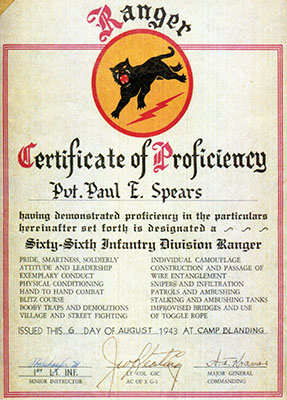 Ranger
Certificate of Proficiency
Pvt. Paul E. Spears
having demonstrated proficiency in the particulars
hereinafter set forth is designated a
Sixty-Sixth Infantry Division Ranger
PRIDE, SMARTNESS, SOLDIERLY
ATTITUDE AND LEADERSHIP
EXEMPLARY CONDUCT
PHYSICAL CONDITIONING
HAND TO HAND COMBAT
BLITZ COURSE
BOOBY TRAPS AND DEMOLITIONS
VILLAGE AND STREET FIGHTING
INDIVIDUAL CAMOUFLAGE
CONSTRUCTION AND PASSAGE OF
WIRE ENTANGLEMENT
SNIPERS AND INFILTRATION
PATROLS AND AMBUSHING
STALKING AND AMBUSHING TANKS
IMPROVISED BRIDGES AND USE
OF TOGGLE ROPE
ISSUED THIS 6 DAY OF AUGUST 1943 AT CAMP BLANDING
1ST LT. INF.
SENIOR INSTRUCTOR
LT COL GSC
AC OF S G-3
MAJOR GENERAL
COMMANDING